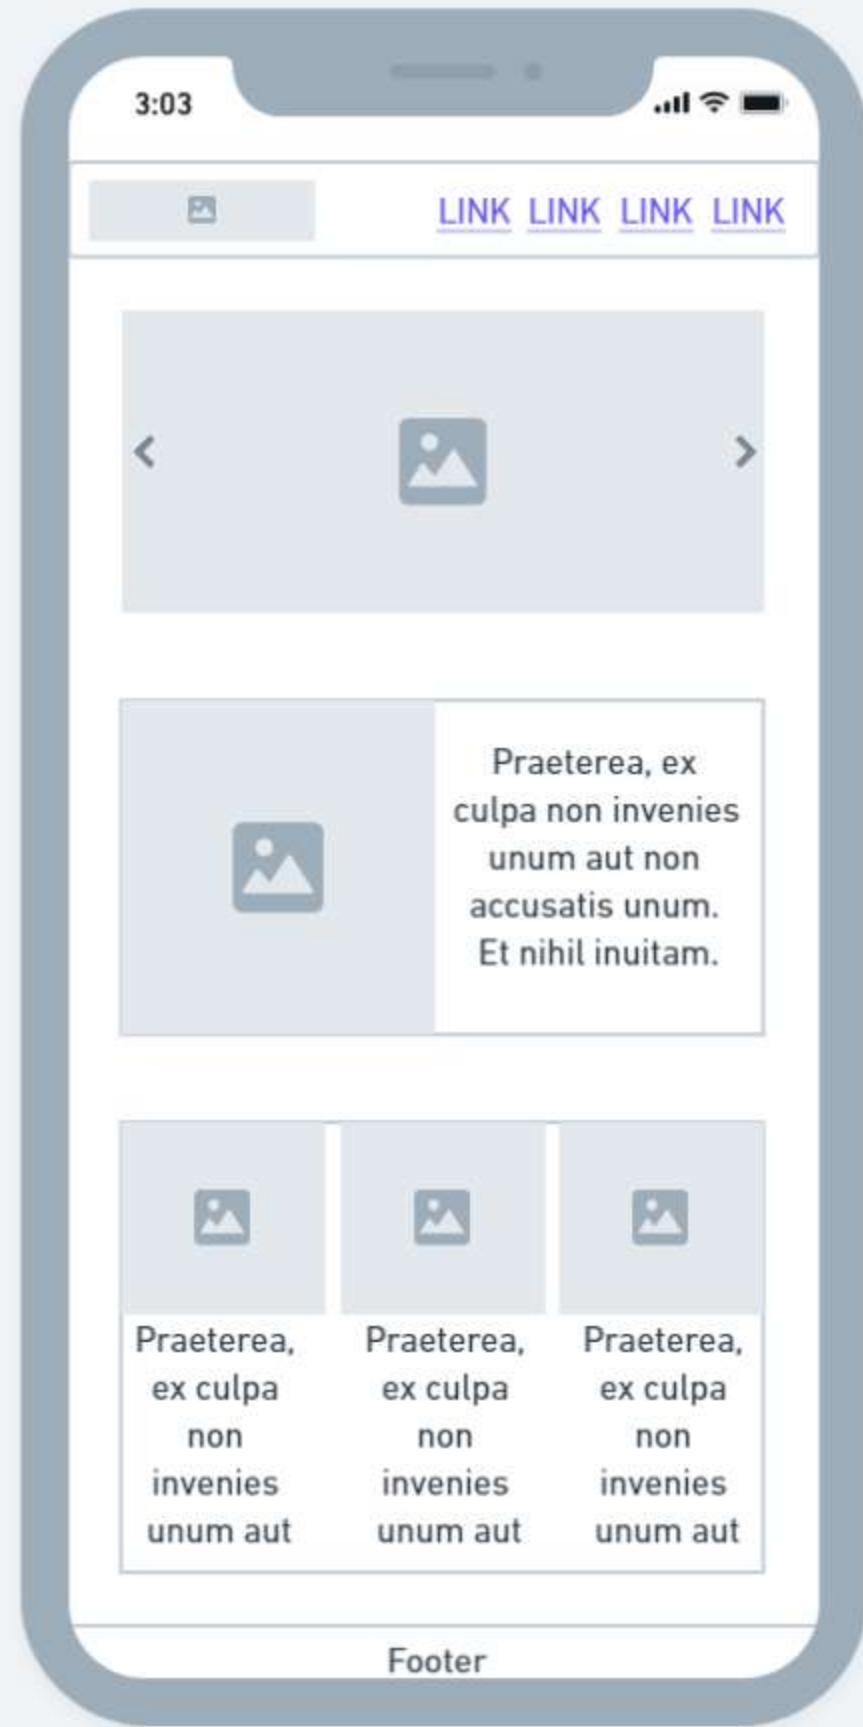 3:03
LINK LINK LINK LINK
Praeterea, ex
culpa non invenies
unum aut non
accusatis unum.
Et nihil inuitam.
Praeterea,
ex culpa
non
invenies
unum aut
Praeterea,
ex culpa
non
invenies
unum aut
Praeterea,
ex culpa
non
invenies
unum aut
Footer